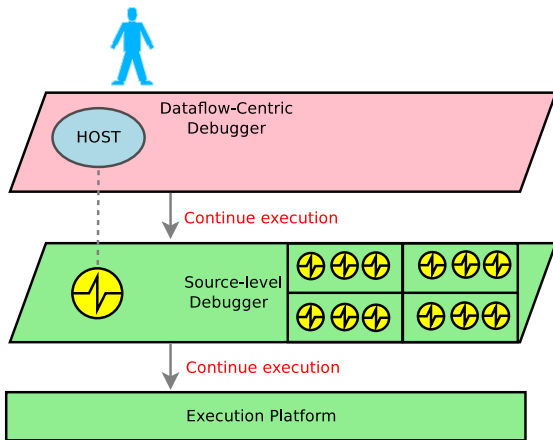 Dataflow-Centric
Debugger
HOST
Continue execution
Source-level
Debugger
Continue execution
Execution Platform